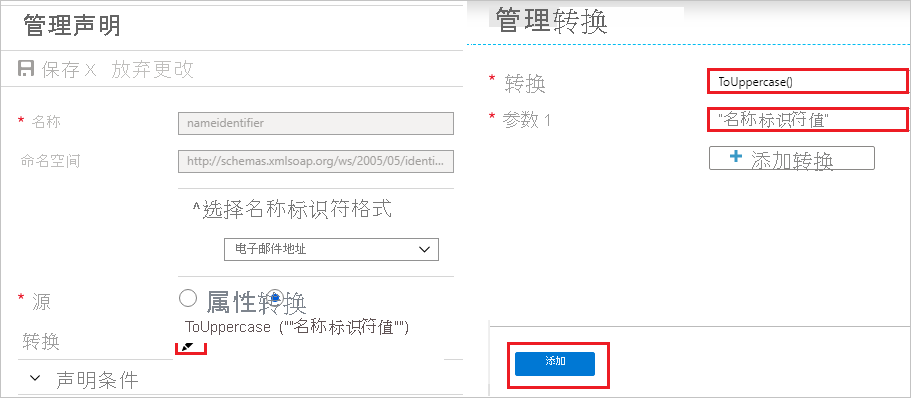 管理声明
保存 X 放弃更改
* 名称
nameidentifier
命名空间
http://schemas.xmlsoap.org/ws/2005/05/identi...
^选择名称标识符格式
电子邮件地址
* 源
属性 转换
转换
ToUppercase (""名称标识符值"")
声明条件
管理转换
* 转换
ToUppercase()
* 参数 1
"名称标识符值"
+ 添加转换
添加